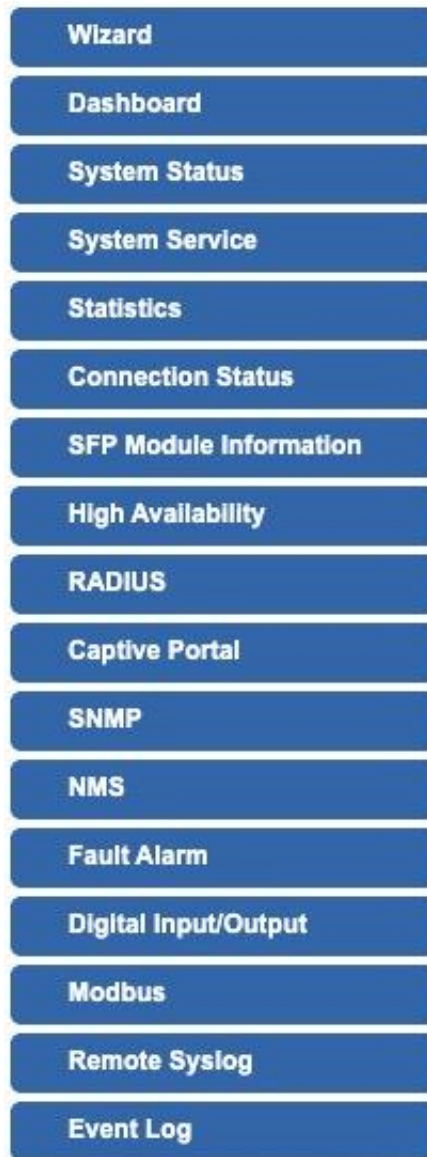 Wizard
Dashboard
System Status
System Service
Statistics
Connection Status
SFP Module Information
High Availability
RADIUS
Captive Portal
SNMP
NMS
Fault Alarm
Digital Input/Output
Modbus
Remote Syslog
Event Log